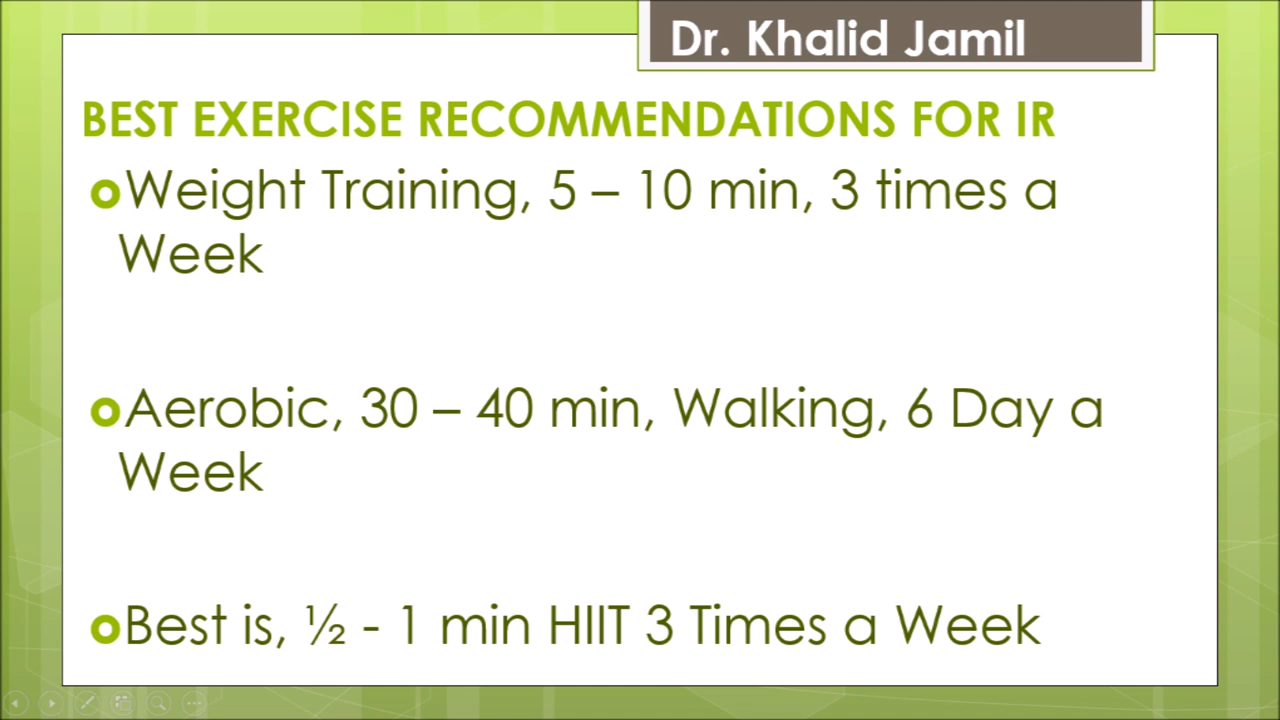 Dr. Khalid Jamil
BEST EXERCISE RECOMMENDATIONS FOR IR
Weight Training, 5 – 10 min, 3 times a
Week
Aerobic, 30 – 40 min, Walking, 6 Day a
Week
Best is, ½ - 1 min HIIT 3 Times a Week